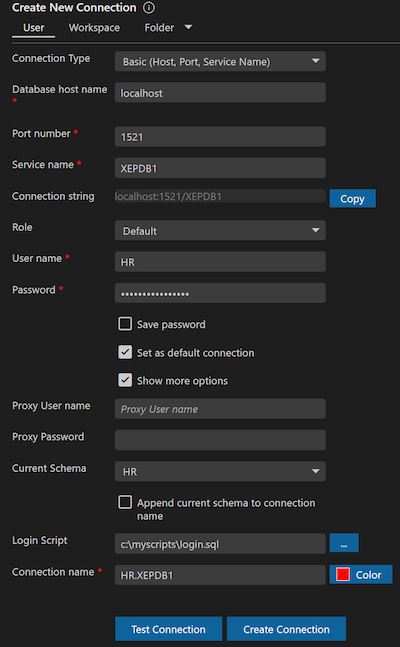 Create New Connection
User Workspace Folder
Connection Type Basic (Host, Port, Service Name)
Database host name * localhost
Port number * 1521
Service name * XEPDB1
Connection string localhost:1521/XEPDB1 Copy
Role Default
User name * HR
Password * ••••••••••••••••
Save password
Set as default connection
Show more options
Proxy User name Proxy User name
Proxy Password
Current Schema HR
Append current schema to connection
name
Login Script c:\myscripts\login.sql ...
Connection name * HR.XEPDB1 Color
Test Connection Create Connection